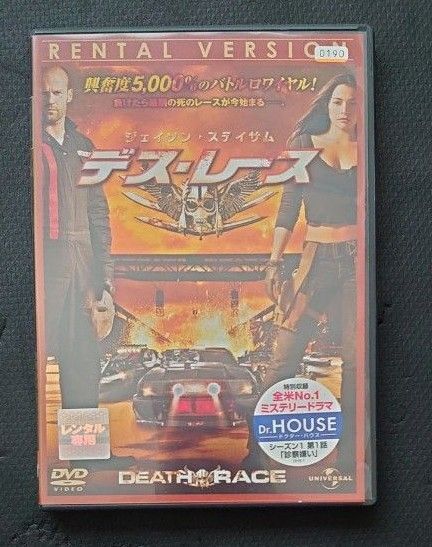 RENTAL VERSION
0190
興奮度5,000%のバトルロワイヤル!
負けたら最期の死のレースが今始まる──。
ジェイソン・ステイサム
デス・レース
特別収録
全米No.1
ミステリードラマ
Dr.HOUSE
ドクター・ハウス
シーズン1 第1話
「診察嫌い」
レンタル
専用
DVD
VIDEO
DEATH RACE
UNIVERSAL